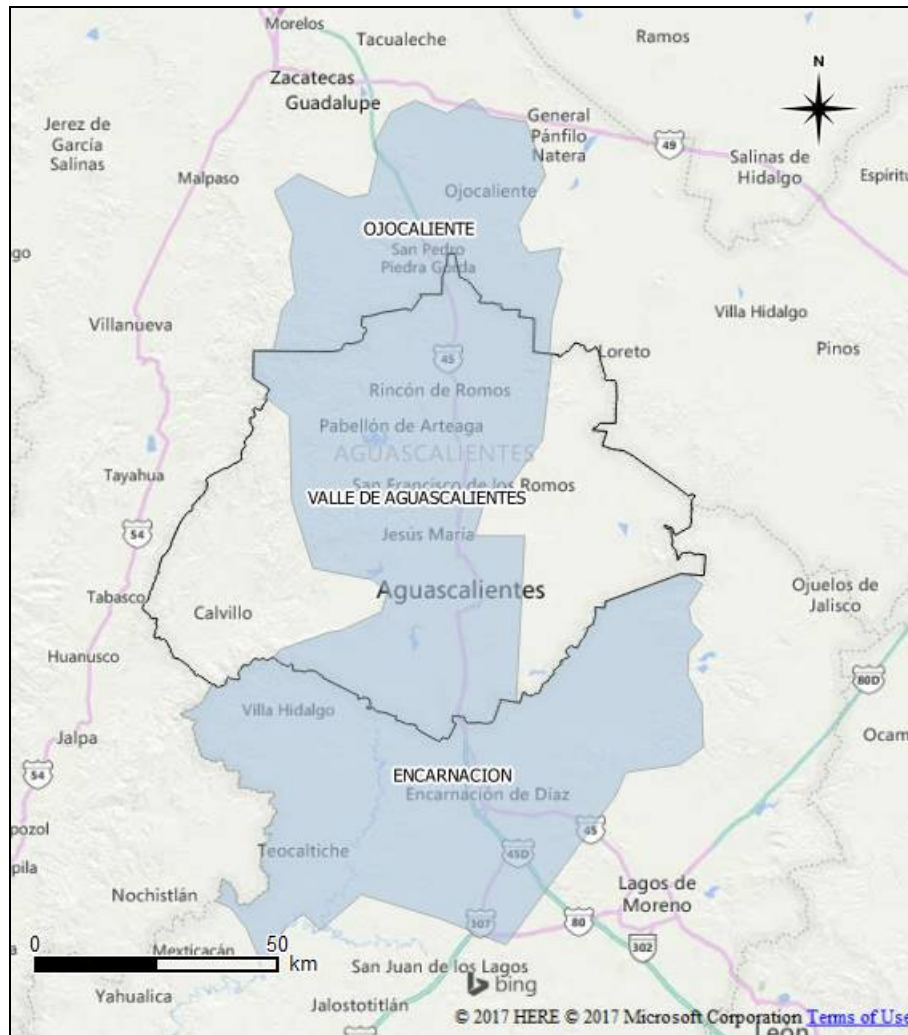 Morelos
Tacualeche
Ramos
N
Zacatecas
Guadalupe
General
Pánfilo
Natera
Jerez de
García
Salinas
49
Salinas de
Hidalgo
Malpaso
Espíritu
Ojocaliente
OJOCALIENTE
San Pedro
Piedra Gorda
go
Villanueva
Villa Hidalgo
Loreto
Pinos
45
Rincón de Romos
Pabellón de Arteaga
AGUASCALIENTES
Tayahua
San Francisco de los Romos
VALLE DE AGUASCALIENTES
54
Jesús María
Tabasco
Calvillo
Aguascalientes
Ojuelos de
Jalisco
Huanusco
80D
Villa Hidalgo
Jalpa
Ocam
54
ENCARNACION
Encarnación de Díaz
pozol
45
Teocaltiche
45D
pila
Nochistlán
Lagos de
Moreno
307
80
302
0
50
km
Mexticacán
San Juan de los Lagos
Yahualica
Jalostotitlán
bing
© 2017 HERE © 2017 Microsoft Corporation Terms of Use
León